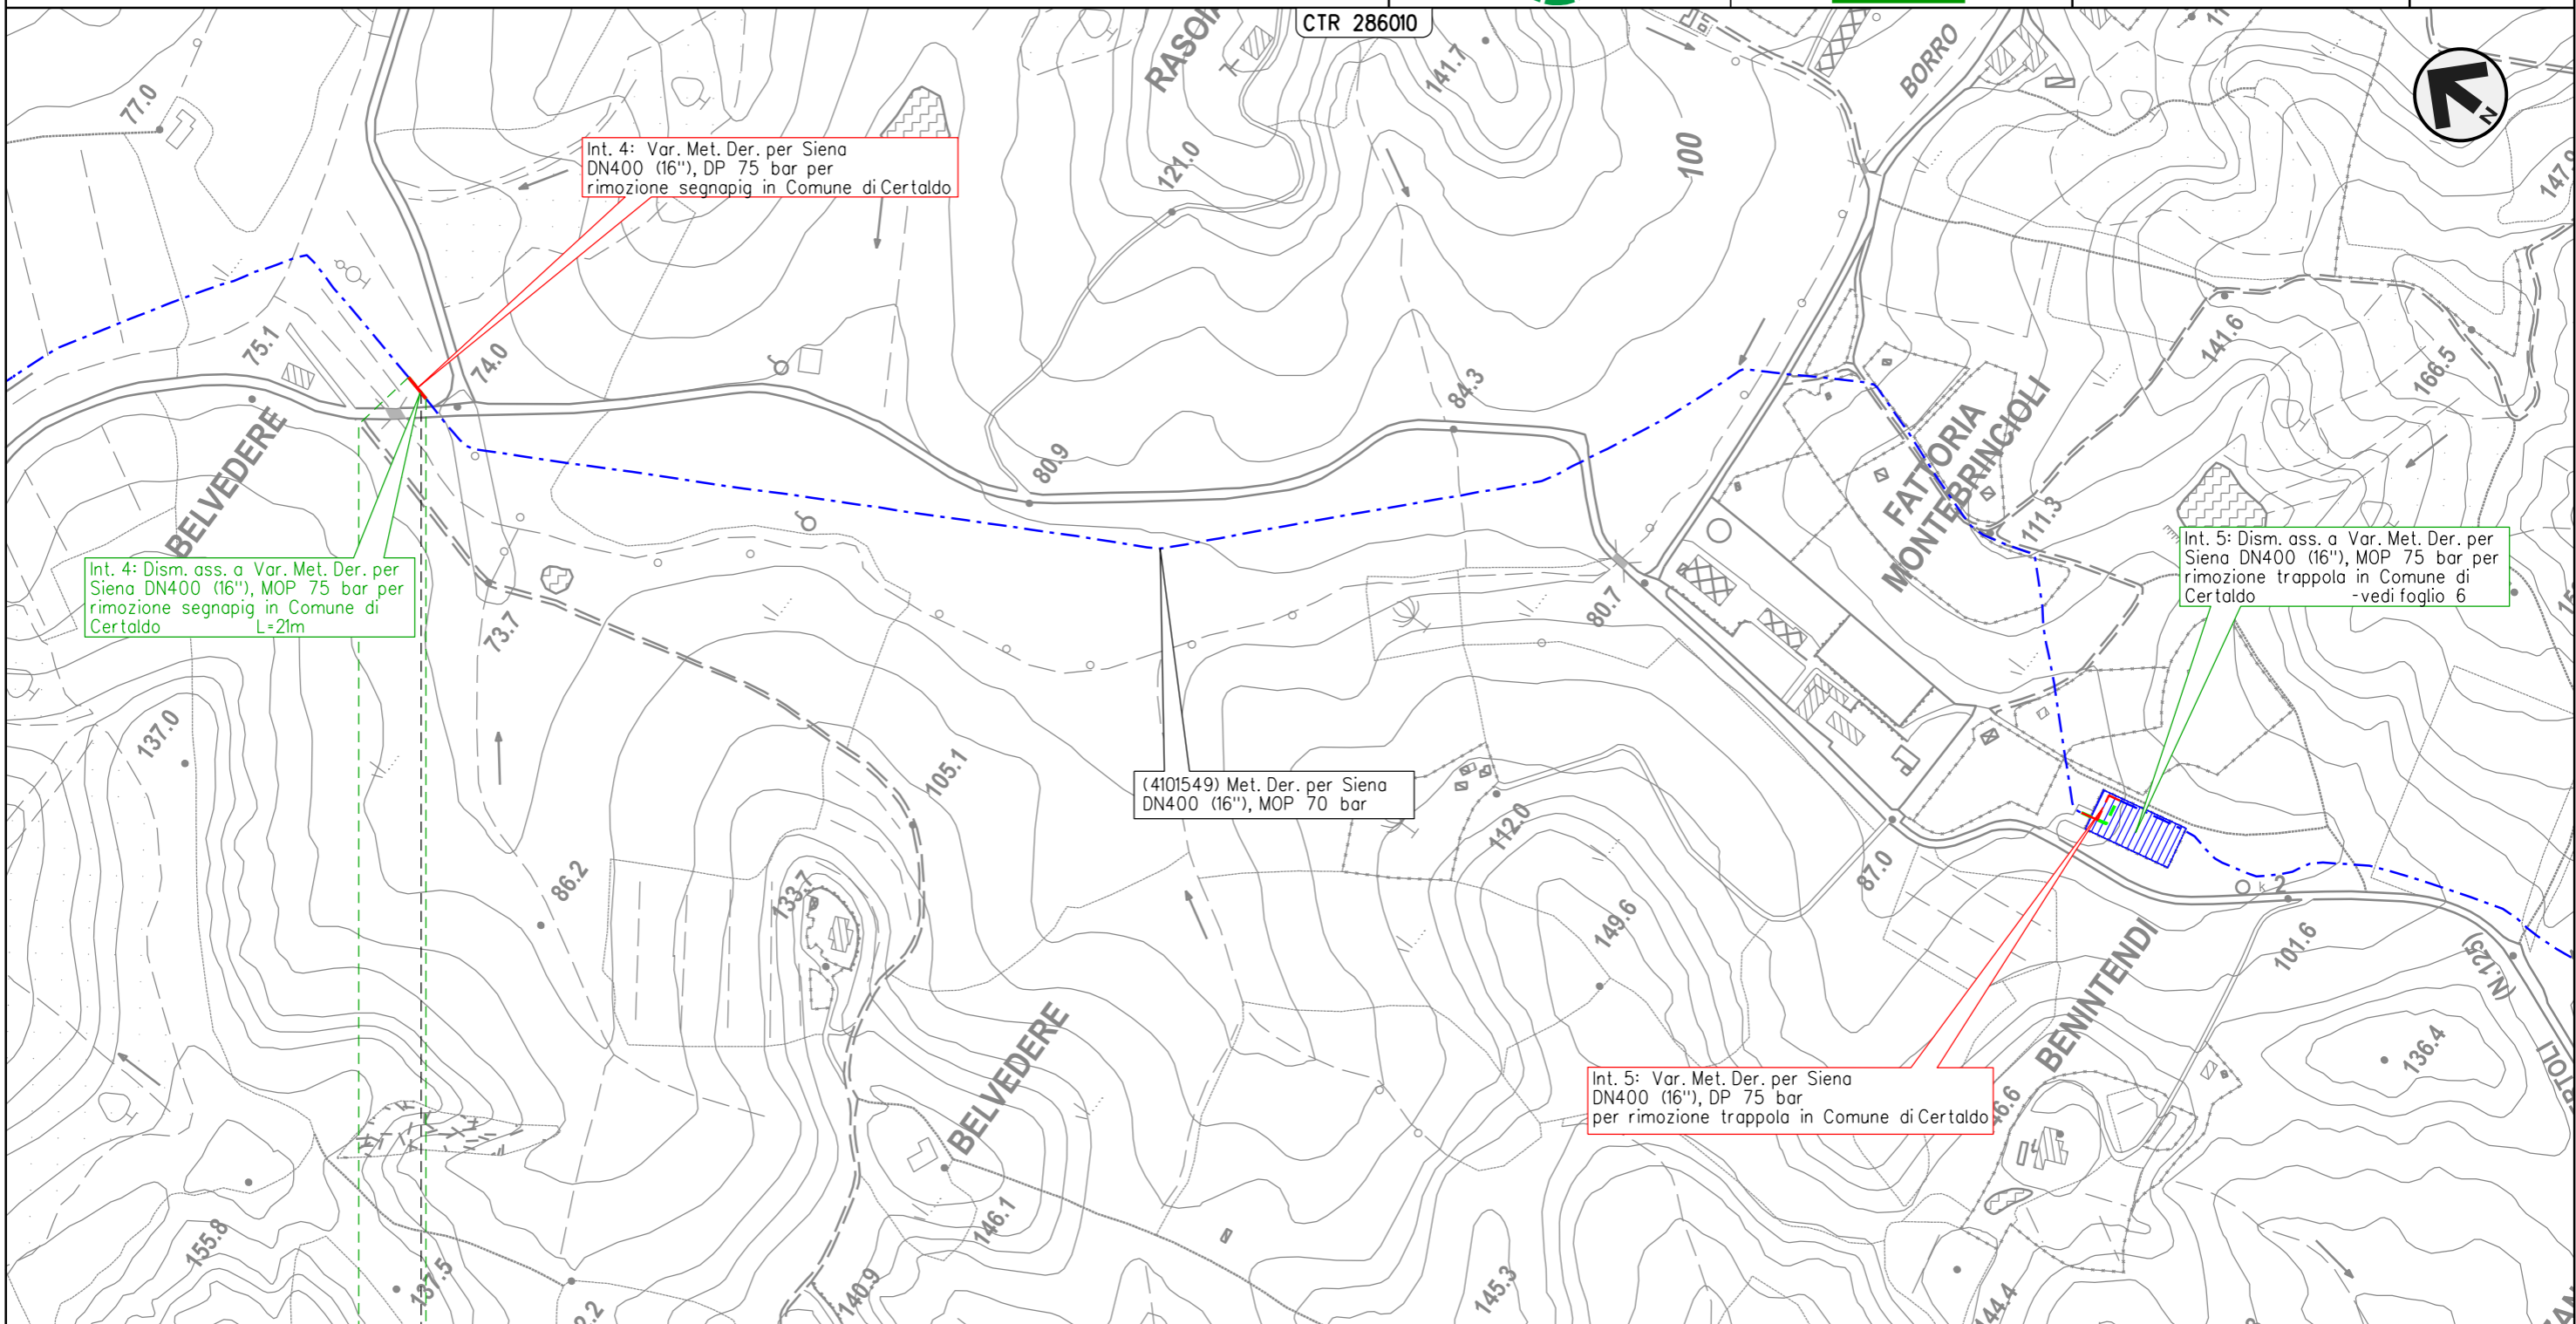 CTR 286010
RASOIA
BORRO
N
77.0
141.7
121.0
100
Int. 4: Var. Met. Der. per Siena
DN400 (16"), DP 75 bar per
rimozione segnapig in Comune di Certaldo
75.1
74.0
84.3
80.9
141.6
166.5
BELVEDERE
FATTORIA
MONTEBRINCIOLI
111.3
Int. 4: Dism. ass. a Var. Met. Der. per
Siena DN400 (16"), MOP 75 bar per
rimozione segnapig in Comune di
Certaldo L=21m
Int. 5: Dism. ass. a Var. Met. Der. per
Siena DN400 (16"), MOP 75 bar per
rimozione trappola in Comune di
Certaldo -vedi foglio 6
80.7
73.7
137.0
105.1
(4101549) Met. Der. per Siena
DN400 (16"), MOP 70 bar
112.0
86.2
133.7
87.0
k 2
149.6
101.6
(N.125)
BELVEDERE
BENINTENDI
136.4
Int. 5: Var. Met. Der. per Siena
DN400 (16"), DP 75 bar
per rimozione trappola in Comune di Certaldo
46.6
155.8
137.5
146.1
140.9
145.3
144.4